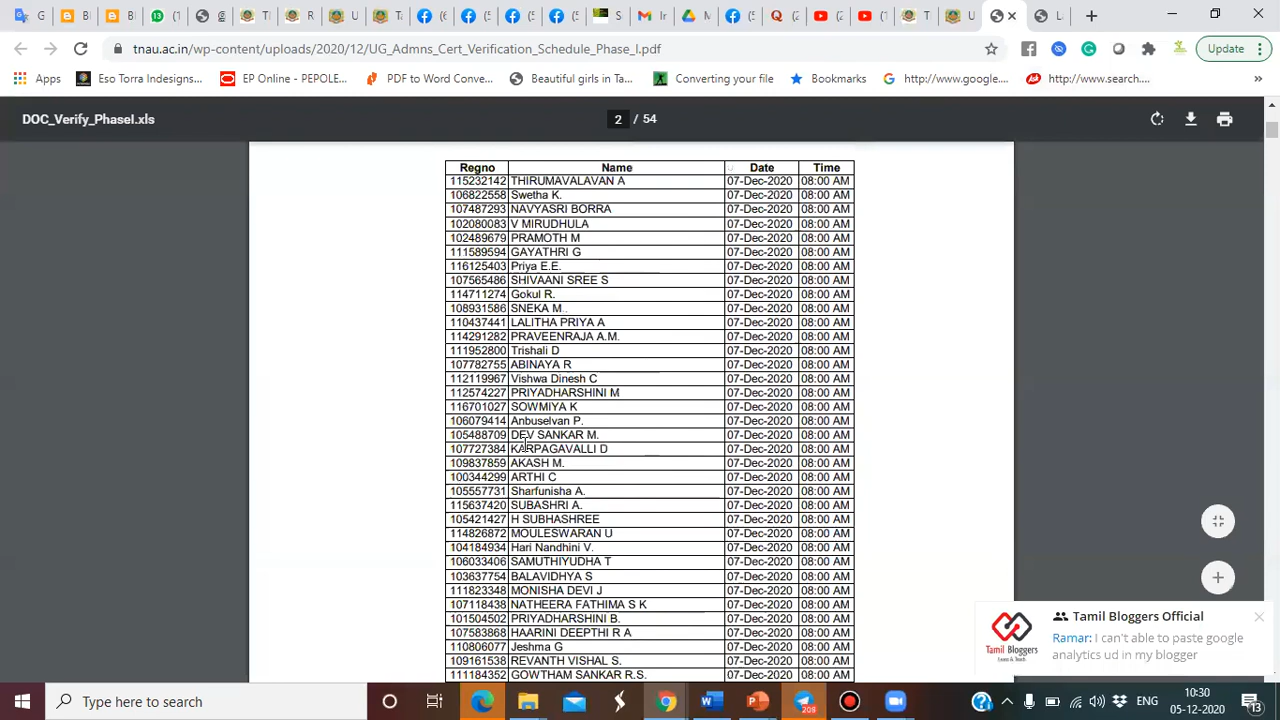 (5
(6
13
S
Ir
M
Q
(2
(5
T
U
L
tnau.ac.in/wp-content/uploads/2020/12/UG_Admns_Cert_Verification_Schedule_Phase_I.pdf
Update
Apps
Eso Torra Indesigns...
EP Online - PEPOLE...
PDF to Word Conve...
Beautiful girls in Ta...
Converting your file
Bookmarks
http://www.google....
http://www.search....
»
DOC_Verify_PhaseI.xls
2 / 54
Regno Name Date Time
115232142 THIRUMAVALAVAN A 07-Dec-2020 08:00 AM
106822558 Swetha K. 07-Dec-2020 08:00 AM
107487293 NAVYASRI BORRA 07-Dec-2020 08:00 AM
102080083 V MIRUDHULA 07-Dec-2020 08:00 AM
102489679 PRAMOTH M 07-Dec-2020 08:00 AM
111589594 GAYATHRI G 07-Dec-2020 08:00 AM
116125403 Priya E.E. 07-Dec-2020 08:00 AM
107565486 SHIVAANI SREE S 07-Dec-2020 08:00 AM
114711274 Gokul R. 07-Dec-2020 08:00 AM
108931586 SNEKA M.. 07-Dec-2020 08:00 AM
110437441 LALITHA PRIYA A 07-Dec-2020 08:00 AM
114291282 PRAVEENRAJA A.M. 07-Dec-2020 08:00 AM
111952800 Trishali D 07-Dec-2020 08:00 AM
107782755 ABINAYA R 07-Dec-2020 08:00 AM
112119967 Vishwa Dinesh C 07-Dec-2020 08:00 AM
112574227 PRIYADHARSHINI M 07-Dec-2020 08:00 AM
116701027 SOWMIYA K 07-Dec-2020 08:00 AM
106079414 Anbuselvan P. 07-Dec-2020 08:00 AM
105488709 DEV SANKAR M. 07-Dec-2020 08:00 AM
107727384 KARPAGAVALLI D 07-Dec-2020 08:00 AM
109837859 AKASH M. 07-Dec-2020 08:00 AM
100344299 ARTHI C 07-Dec-2020 08:00 AM
105557731 Sharfunisha A. 07-Dec-2020 08:00 AM
115637420 SUBASHRI A. 07-Dec-2020 08:00 AM
105421427 H SUBHASHREE 07-Dec-2020 08:00 AM
114826872 MOULESWARAN U 07-Dec-2020 08:00 AM
104184934 Hari Nandhini V. 07-Dec-2020 08:00 AM
106033406 SAMUTHIYUDHA T 07-Dec-2020 08:00 AM
103637754 BALAVIDHYA S 07-Dec-2020 08:00 AM
111823348 MONISHA DEVI J 07-Dec-2020 08:00 AM
107118438 NATHEERA FATHIMA S K 07-Dec-2020 08:00 AM
101504502 PRIYADHARSHINI B. 07-Dec-2020 08:00 AM
107583868 HAARINI DEEPTHI R A 07-Dec-2020 08:00 AM
110806077 Jeshma G 07-Dec-2020 08:00 AM
109161538 REVANTH VISHAL S. 07-Dec-2020 08:00 AM
111184352 GOWTHAM SANKAR R.S. 07-Dec-2020 08:00 AM
Tamil Bloggers Official
Ramar: I can't able to paste google
analytics ud in my blogger
Tamil Bloggers
Type here to search
209
ENG
10:30
05-12-2020
13